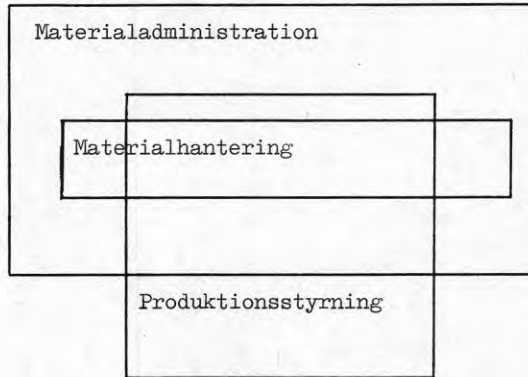 Materialadministration
Materialhantering
Produktionsstyrning